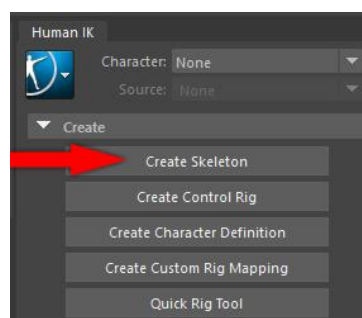 Human IK
Character: None
Source: None
Create
Create Skeleton
Create Control Rig
Create Character Definition
Create Custom Rig Mapping
Quick Rig Tool